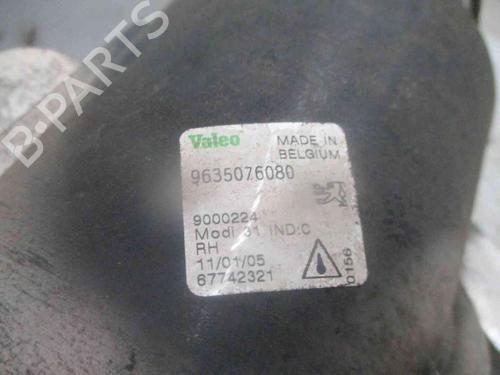 B-PARTS
Valeo
MADE IN
BELGIUM
9635076080
9000224
Modi 31 IND:C
RH
11/01/05
67742321
0156